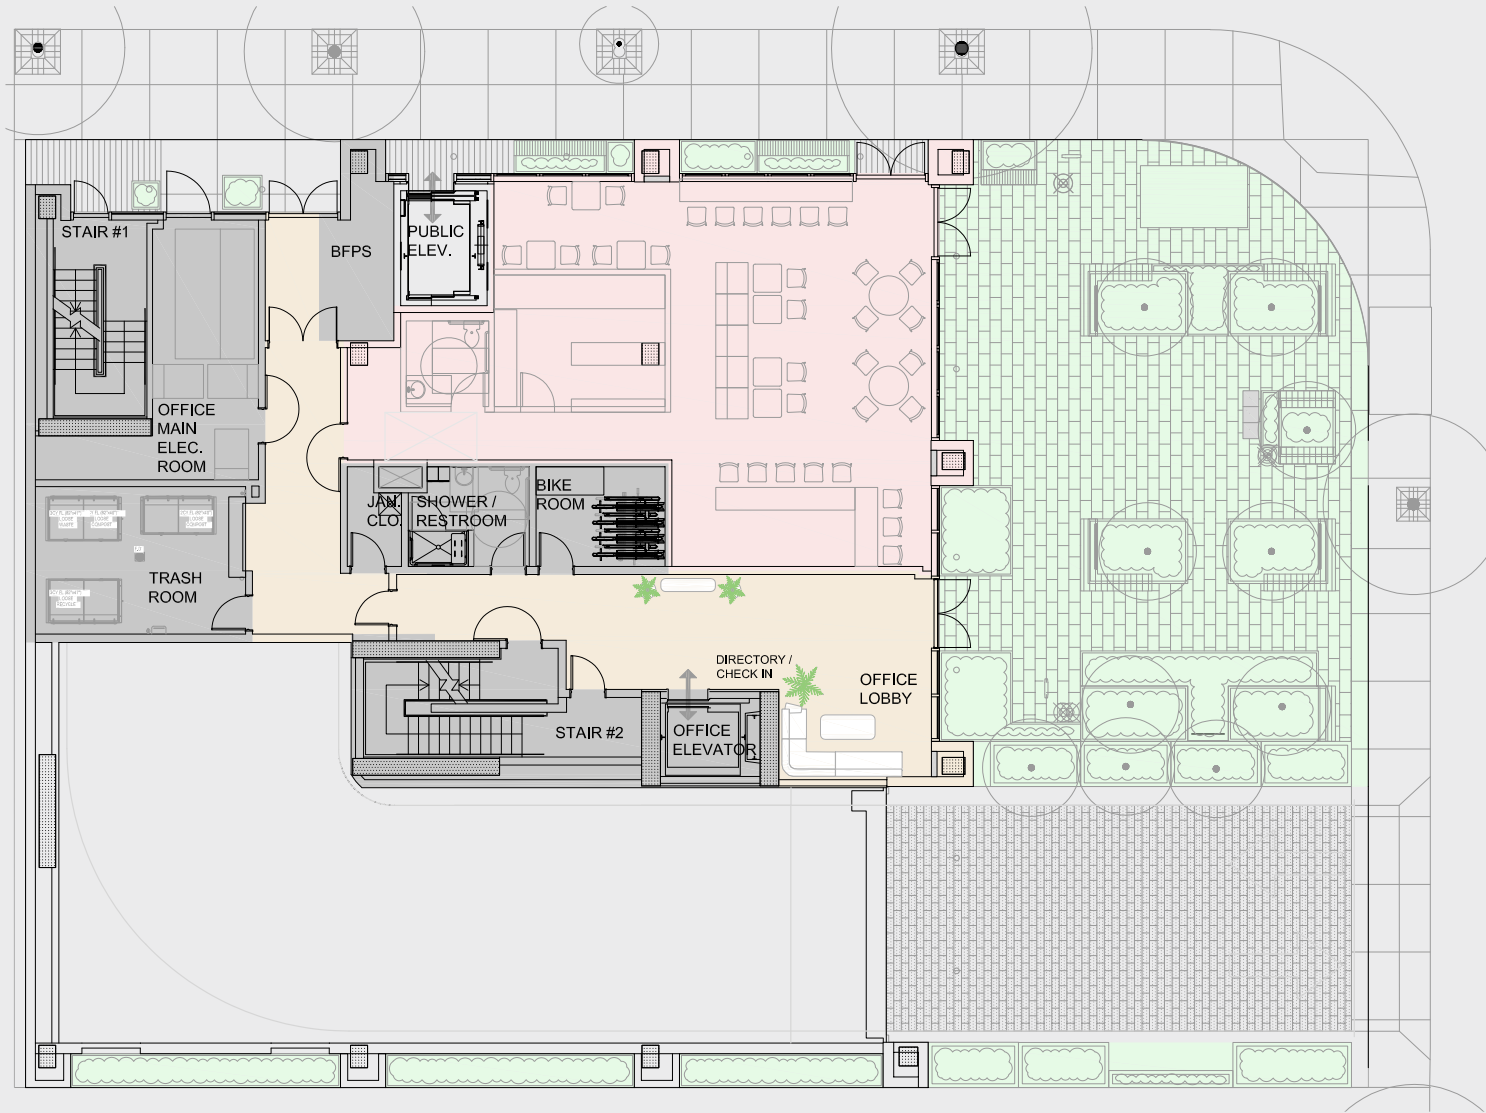 STAIR #1
BFPS
PUBLIC
ELEV.
OFFICE
MAIN
ELEC.
ROOM
JAN.
CLO.
SHOWER /
RESTROOM
BIKE
ROOM
TRASH
ROOM
DIRECTORY /
CHECK IN
OFFICE
LOBBY
STAIR #2
OFFICE
ELEVATOR